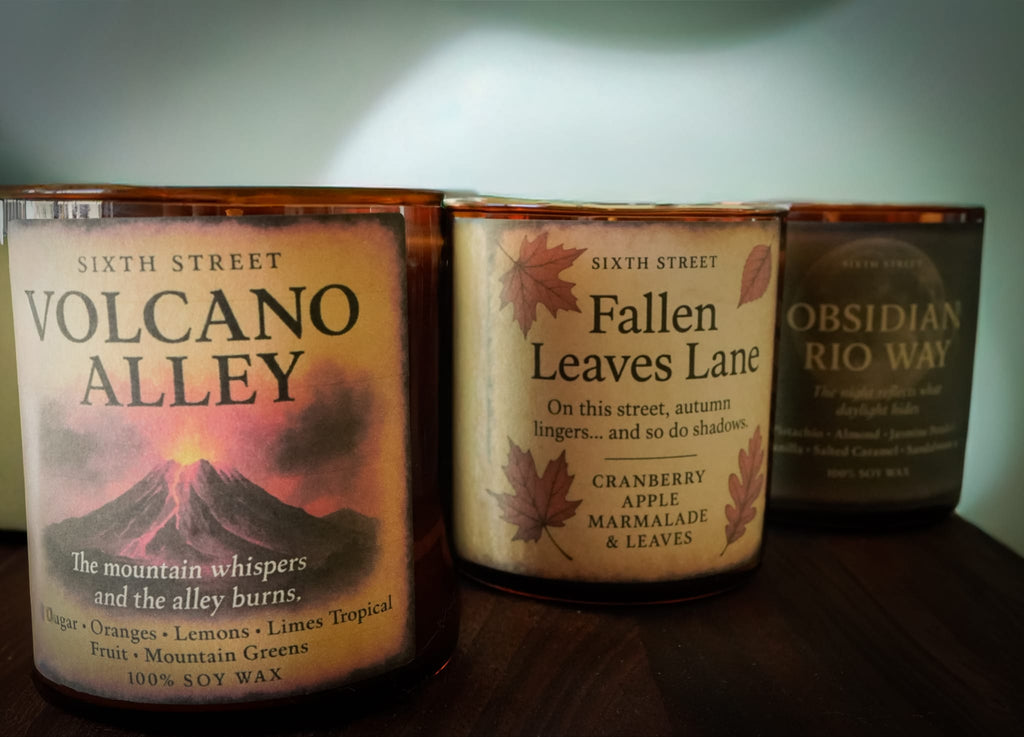 SIXTH STREET
VOLCANO
ALLEY
The mountain whispers
and the alley burns.
Sugar • Oranges • Lemons • Limes Tropical
Fruit • Mountain Greens
100% SOY WAX
SIXTH STREET
Fallen
Leaves Lane
On this street, autumn
lingers... and so do shadows.
CRANBERRY
APPLE
MARMALADE
& LEAVES
SIXTH STREET
OBSIDIAN
RIO WAY
The night reflects what
daylight hides.
Pistachio • Almond • Jasmine
Vanilla • Salted Caramel • Sandalwood
100% SOY WAX